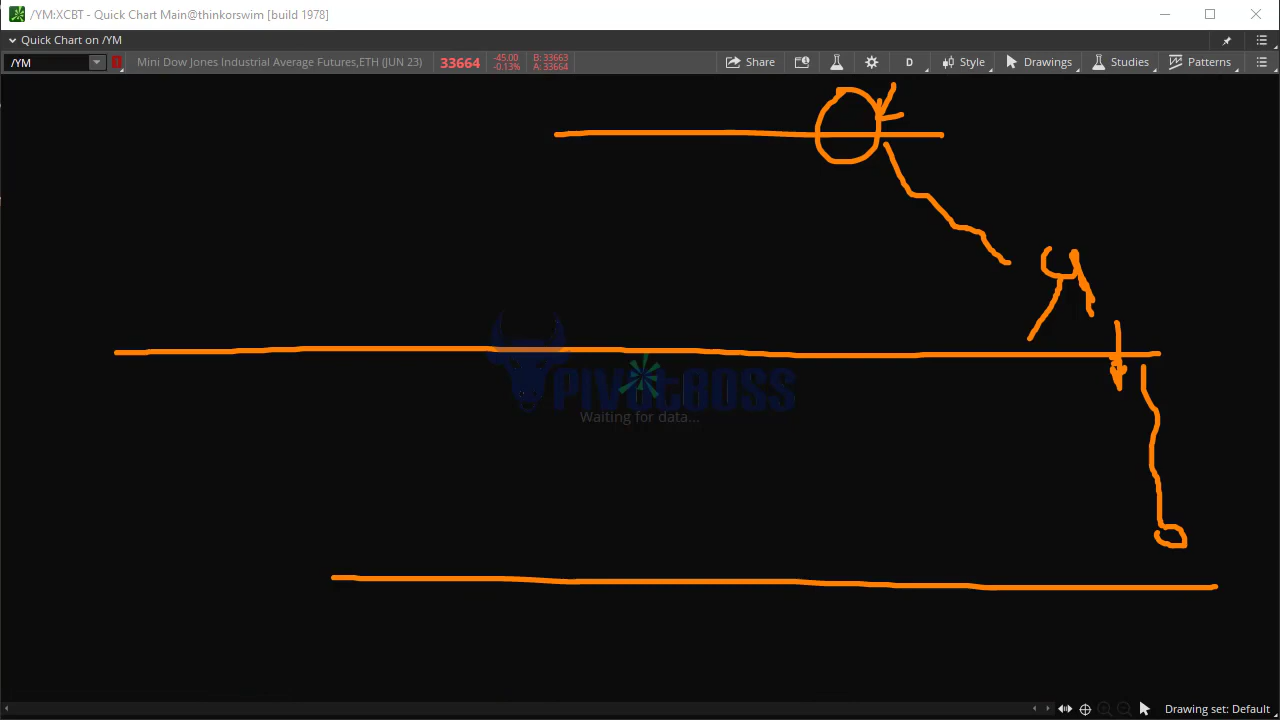 /YM:XCBT - Quick Chart Main@thinkorswim [build 1978]
Quick Chart on /YM
/YM Mini Dow Jones Industrial Average Futures,ETH (JUN 23) 33664 -45.00 -0.13% B: 33663 A: 33664 Share D Style Drawings Studies Patterns
PIVOTBOSS
Waiting for data...
Drawing set: Default